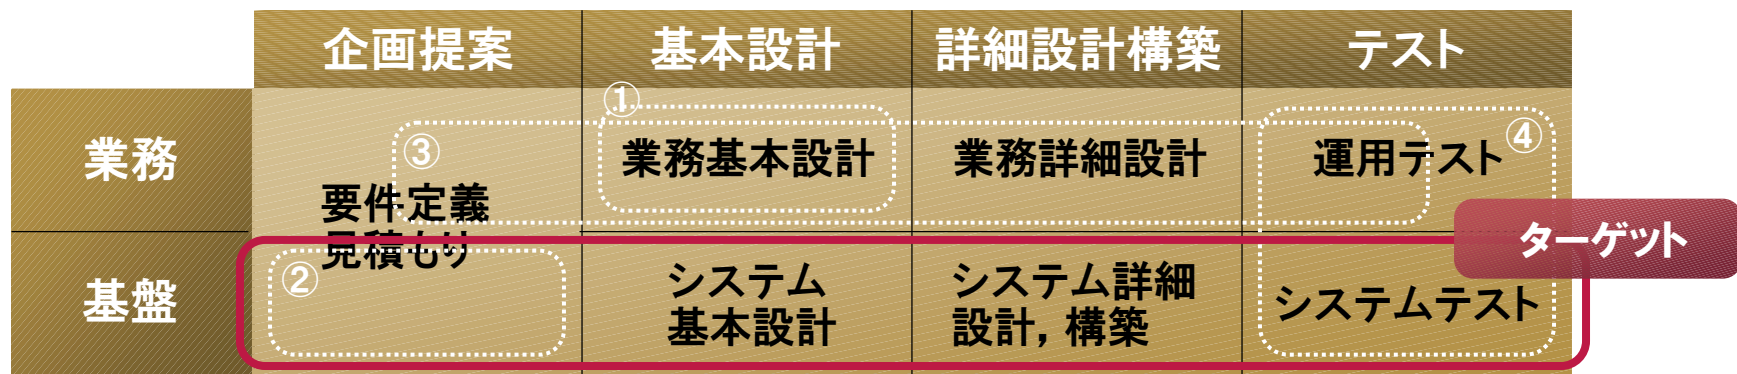 企画提案
基本設計
詳細設計構築
テスト
業務
①
③
業務基本設計
業務詳細設計
運用テスト
④
要件定義
見積もり
ターゲット
基盤
②
システム
基本設計
システム詳細
設計，構築
システムテスト